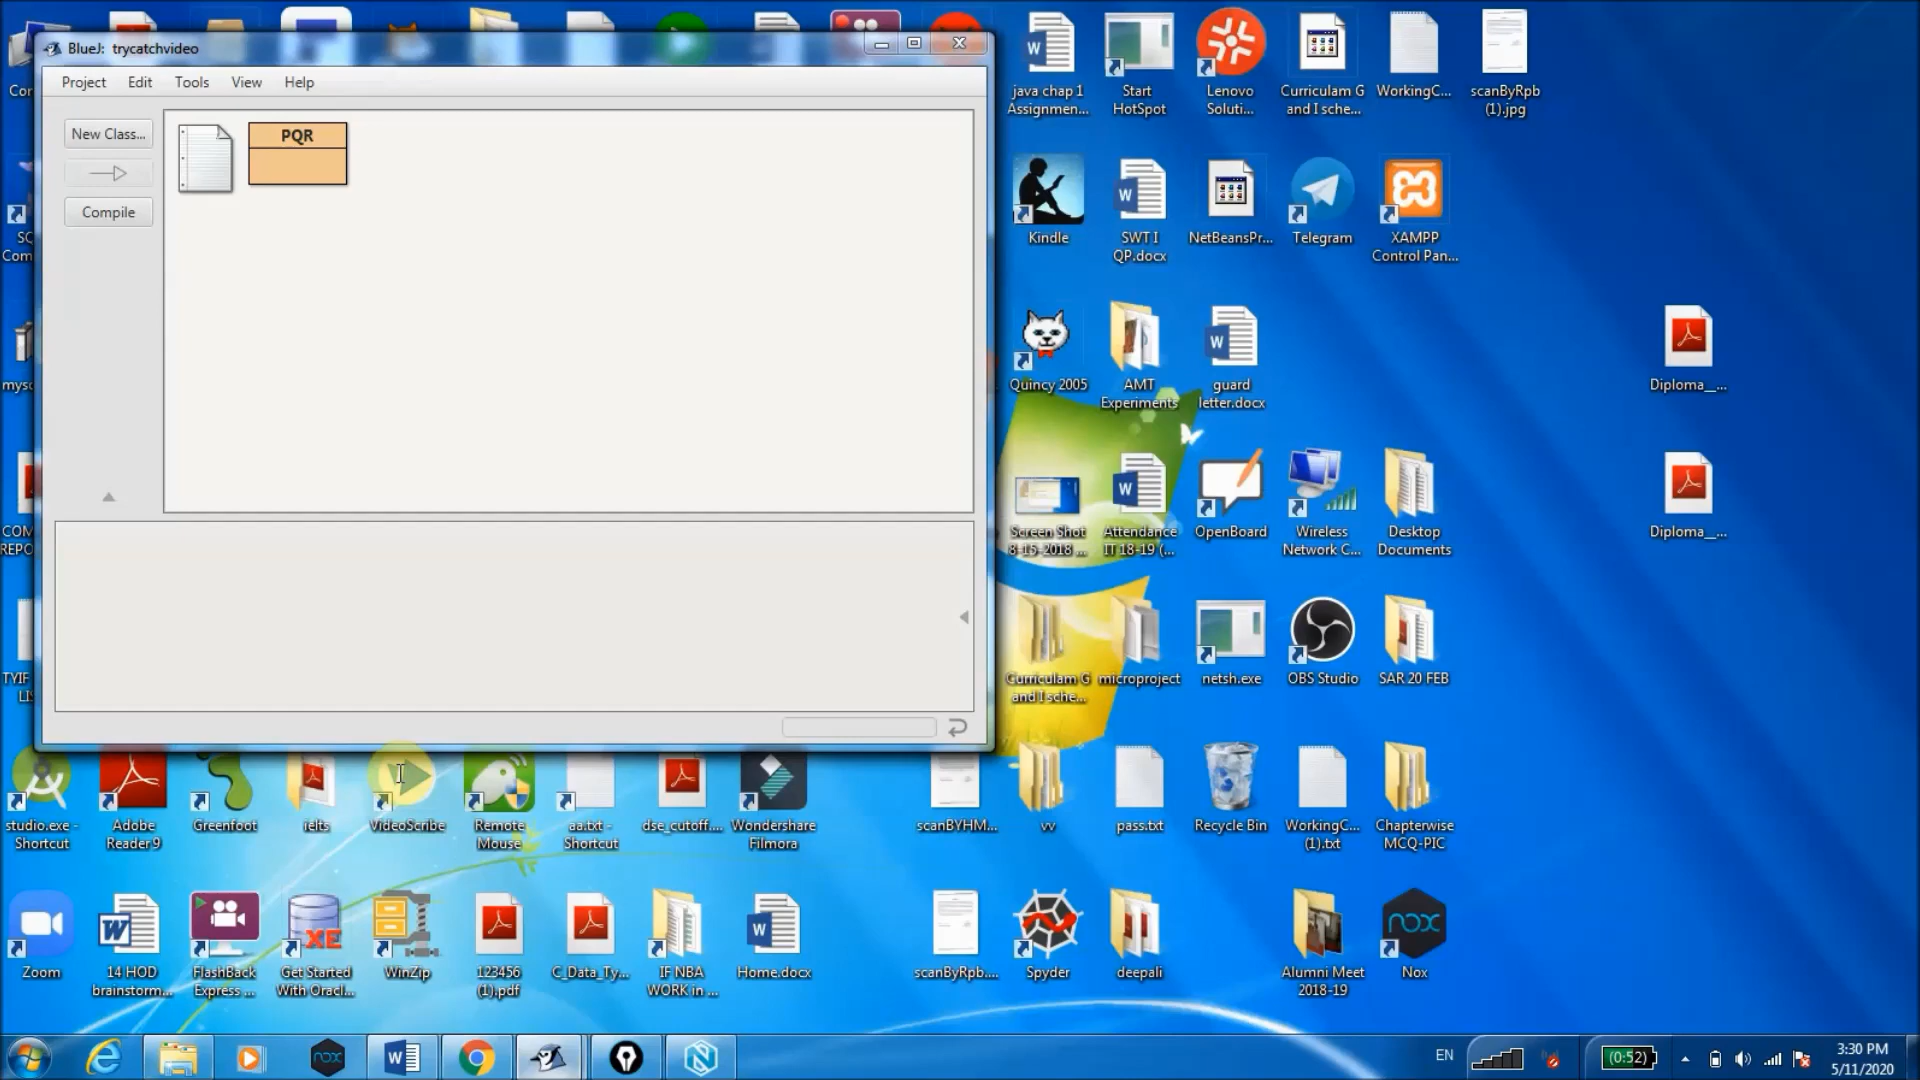 BlueJ: trycatchvideo
Project Edit Tools View Help
New Class...
Compile
PQR
java chap 1
Assignmen...
Start
HotSpot
Lenovo
Soluti...
Curriculam G
and I sche...
WorkingC...
scanByRpb
(1).jpg
Kindle
SWT I
QP.docx
NetBeansPr...
Telegram
XAMPP
Control Pan...
Quincy 2005
AMT
Experiments
guard
letter.docx
Diploma__...
Screen Shot
8-15-2018 ...
Attendance
IT 18-19 (...
OpenBoard
Wireless
Network C...
Desktop
Documents
Diploma__...
Curriculam G
and I sche...
microproject
netsh.exe
OBS Studio
SAR 20 FEB
studio.exe -
Shortcut
Adobe
Reader 9
Greenfoot
ielts
VideoScribe
Remote
Mouse
aa.txt -
Shortcut
dse_cutoff....
Wondershare
Filmora
scanBYHM...
vv
pass.txt
Recycle Bin
WorkingC...
(1).txt
Chapterwise
MCQ-PIC
Zoom
14 HOD
brainstorm...
FlashBack
Express ...
XE
Get Started
With Oracl...
WinZip
123456
(1).pdf
C_Data_Ty...
IF NBA
WORK in ...
Home.docx
scanByRpb....
Spyder
deepali
Alumni Meet
2018-19
nox
Nox
EN
(0:52)
3:30 PM
5/11/2020